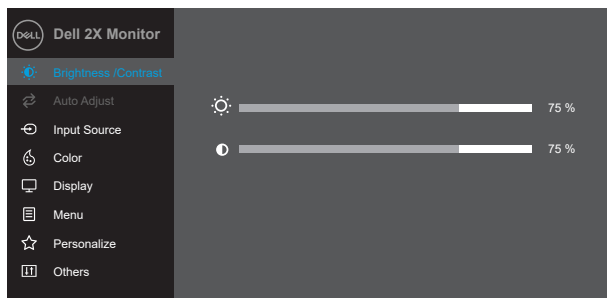 DELL Dell 2X Monitor
Brightness /Contrast
Auto Adjust
75 %
Input Source
Color
75 %
Display
Menu
Personalize
Others